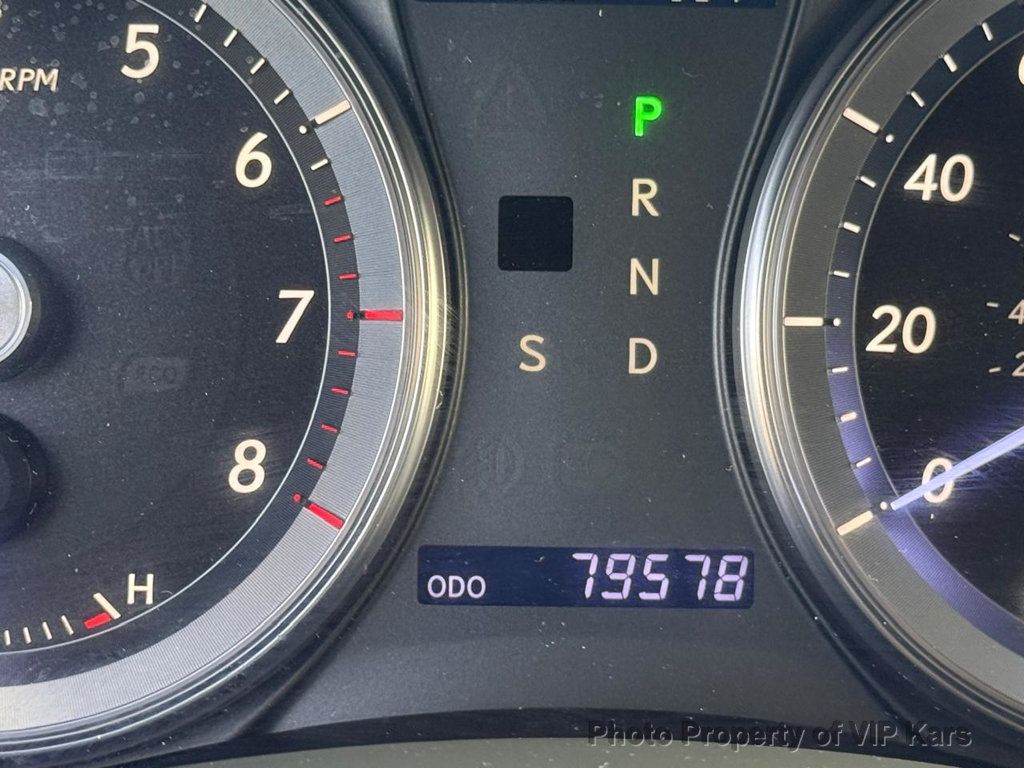 5
RPM
6
7
8
H
P
R
N
S D
ODO 79578
40
20
0
Photo Property of VIP Kars